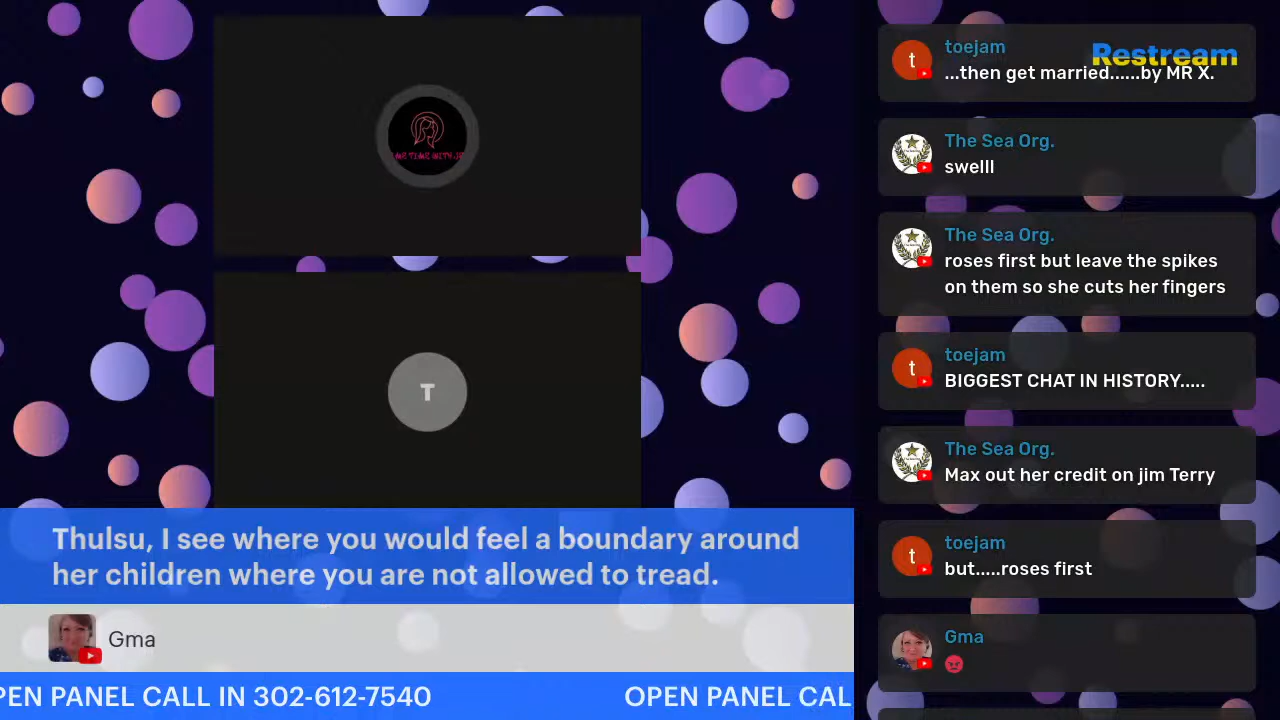 T
Thulsu, I see where you would feel a boundary around
her children where you are not allowed to tread.
Gma
PEN PANEL CALL IN 302-612-7540
OPEN PANEL CAL
Restream
t
toejam
...then get married......by MR X.
The Sea Org.
swelll
The Sea Org.
roses first but leave the spikes
on them so she cuts her fingers
t
toejam
BIGGEST CHAT IN HISTORY.....
The Sea Org.
Max out her credit on jim Terry
t
toejam
but.....roses first
Gma